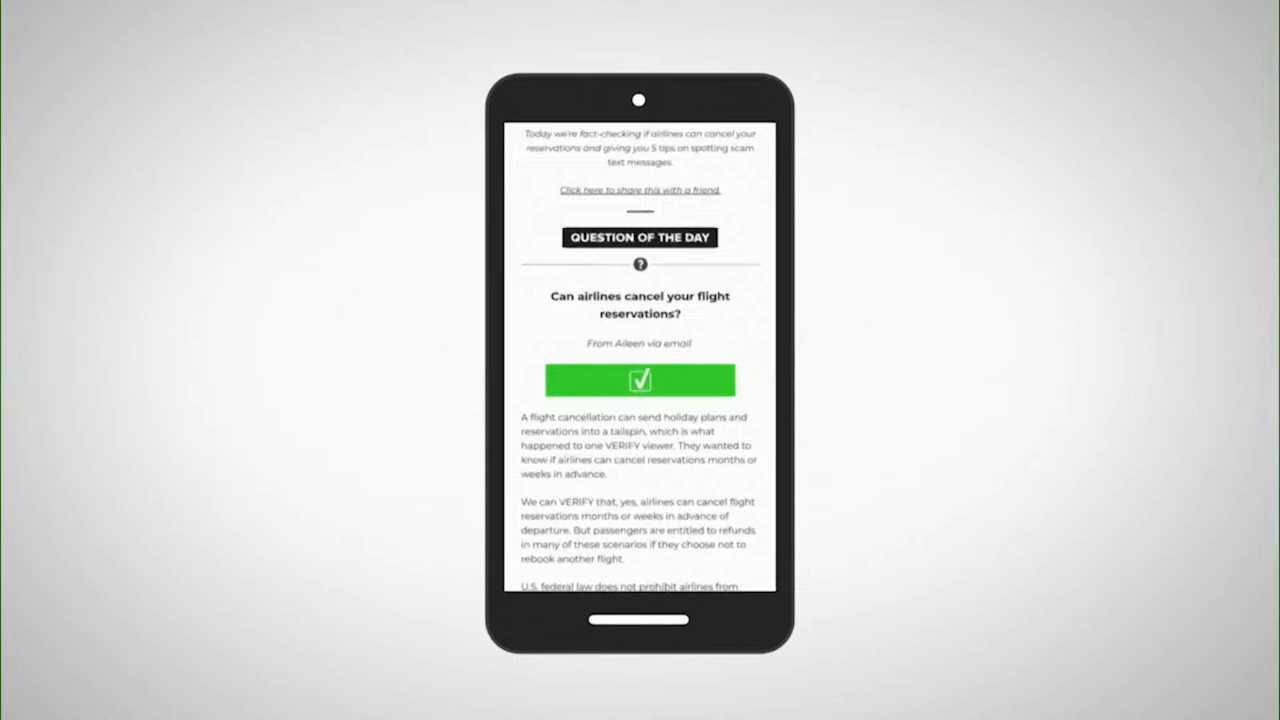 Today we're fact-checking if airlines can cancel your
reservations and giving you 5 tips on spotting scam
text messages.
Click here to share this with a friend.
QUESTION OF THE DAY
?
Can airlines cancel your flight
reservations?
From Aileen via email
A flight cancellation can send holiday plans and
reservations into a tailspin, which is what
happened to one VERIFY viewer. They wanted to
know if airlines can cancel reservations months or
weeks in advance.
We can VERIFY that, yes, airlines can cancel flight
reservations months or weeks in advance of
departure. But passengers are entitled to refunds
in many of these scenarios if they choose not to
rebook another flight.
U.S. federal law does not prohibit airlines from